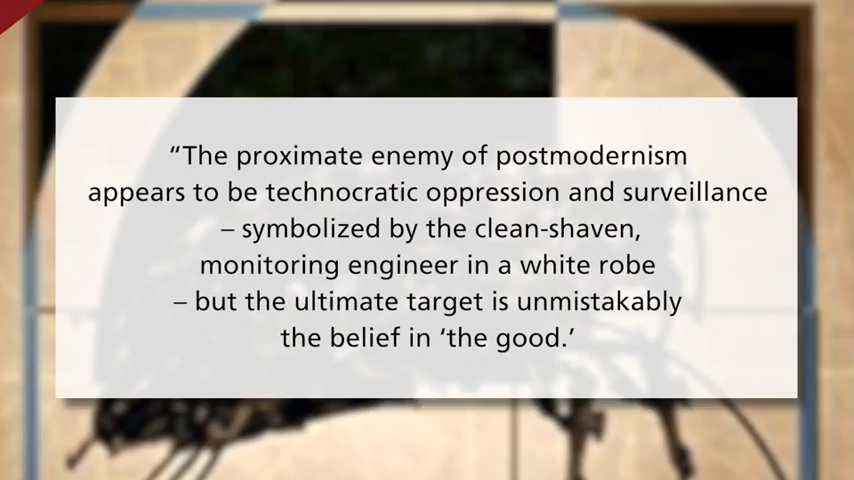 “The proximate enemy of postmodernism
appears to be technocratic oppression and surveillance
– symbolized by the clean-shaven,
monitoring engineer in a white robe
– but the ultimate target is unmistakably
the belief in ‘the good.’